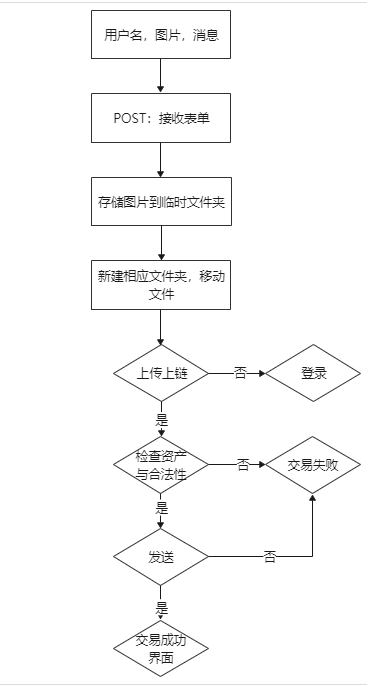 用户名，图片，消息
POST：接收表单
存储图片到临时文件夹
新建相应文件夹，移动
文件
上传上链
否
登录
是
检查资产
与合法性
否
交易失败
是
发送
否
是
交易成功
界面